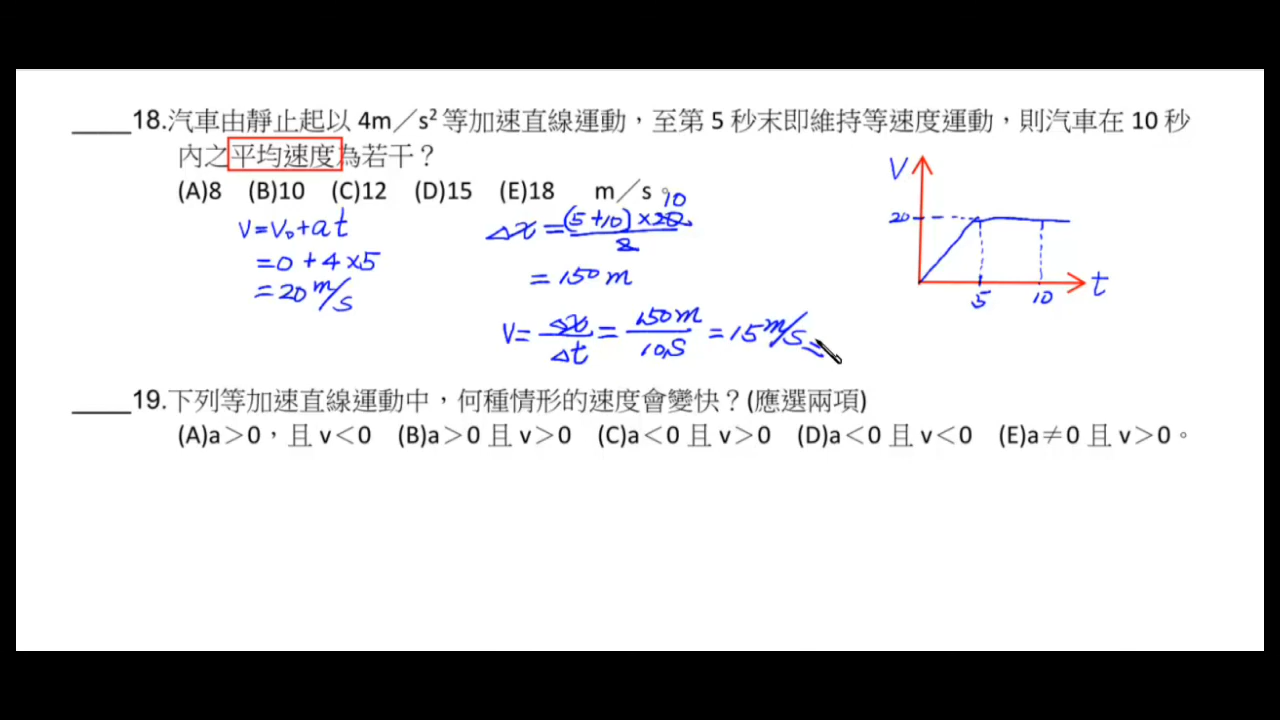 ____18.汽車由靜止起以 4m／s² 等加速直線運動，至第 5 秒末即維持等速度運動，則汽車在 10 秒
內之平均速度為若干？
(A)8 (B)10 (C)12 (D)15 (E)18 m／s。
V=V₀+at
=0+4×5
=20 m/s
Δx=(5+10)×20/2 10
=150m
V=Δx/Δt=150m/10s=15m/s
V
20
5 10 t
____19.下列等加速直線運動中，何種情形的速度會變快？(應選兩項)
(A)a＞0，且 v＜0 (B)a＞0 且 v＞0 (C)a＜0 且 v＞0 (D)a＜0 且 v＜0 (E)a≠0 且 v＞0。